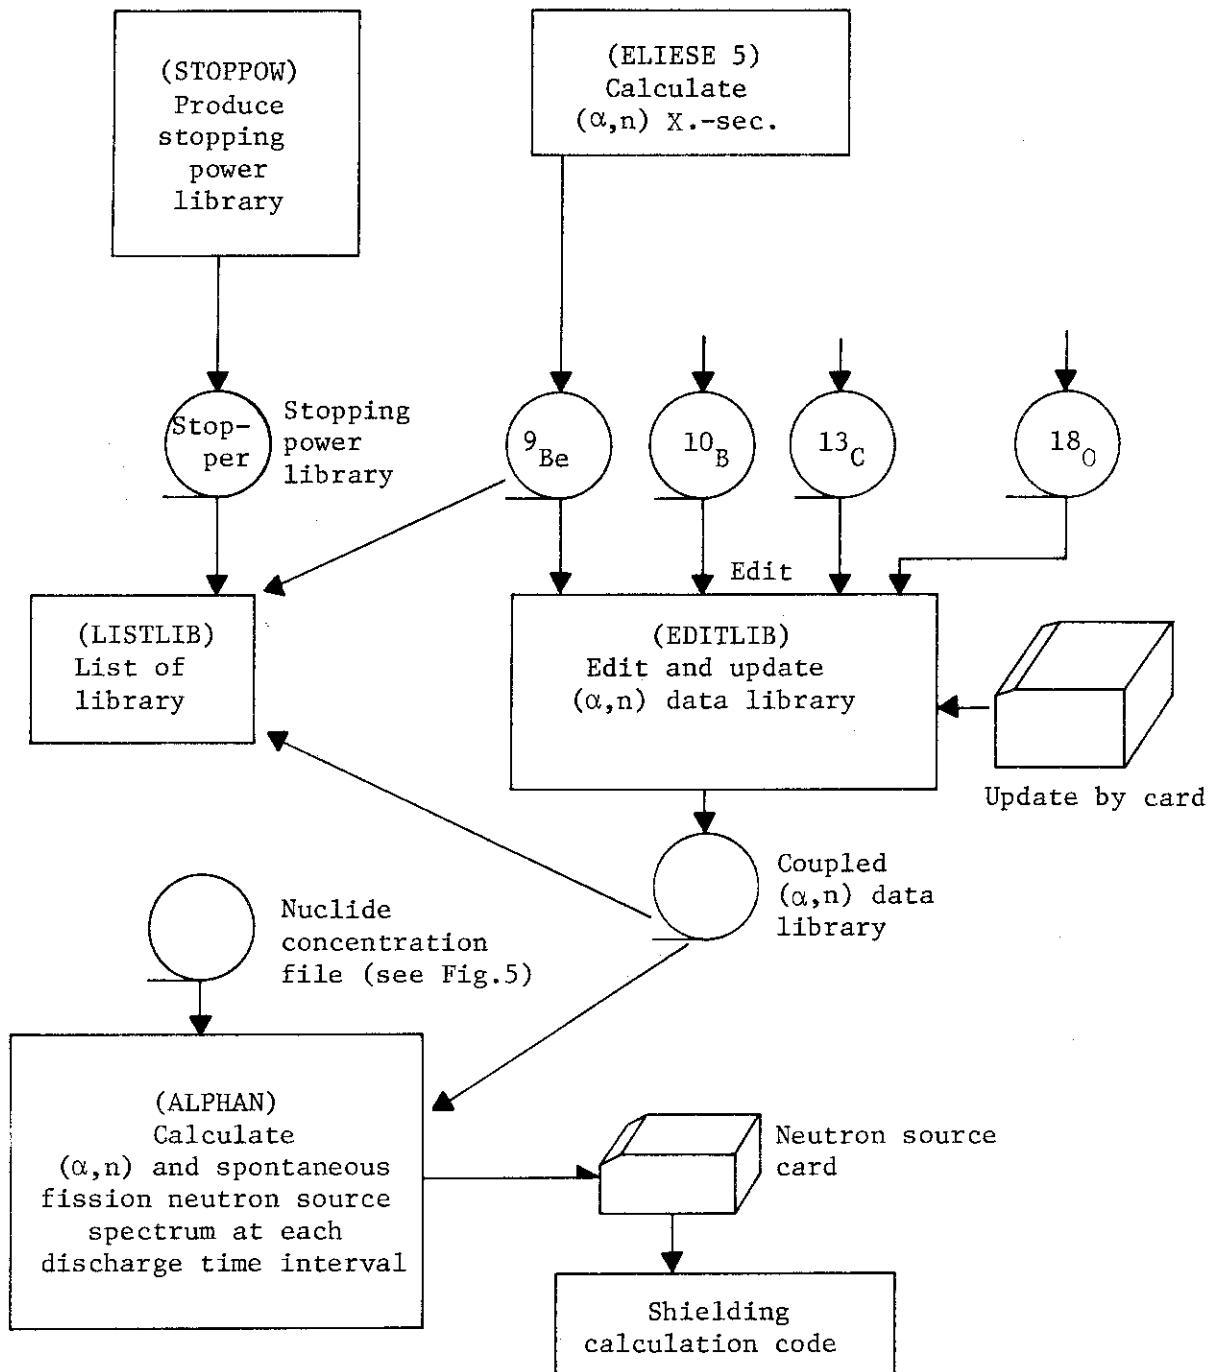 (STOPPOW)
Produce
stopping
power
library
(ELIESE 5)
Calculate
(α,n) X.-sec.
Stop-
per
Stopping
power
library
9Be
10B
13C
18O
Edit
(LISTLIB)
List of
library
(EDITLIB)
Edit and update
(α,n) data library
Update by card
Coupled
(α,n) data
library
Nuclide
concentration
file (see Fig.5)
(ALPHAN)
Calculate
(α,n) and spontaneous
fission neutron source
spectrum at each
discharge time interval
Neutron source
card
Shielding
calculation code